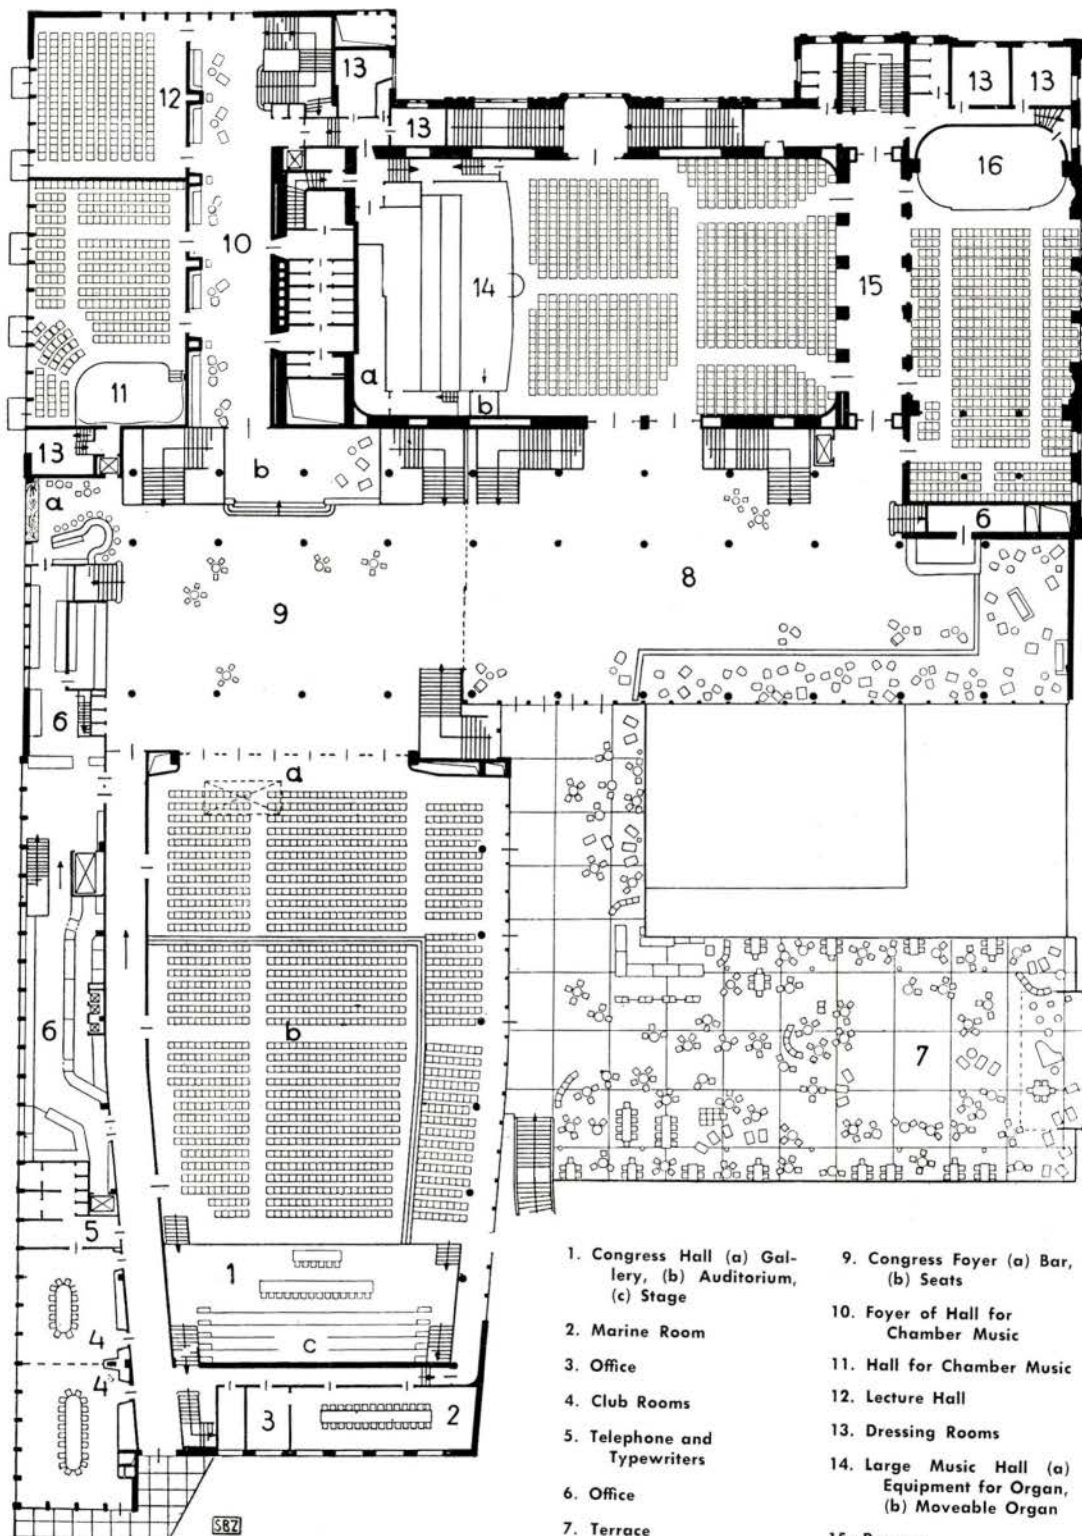 13
12
13
13
13
16
10
14
15
a
11
b
13
b
a
6
8
9
6
a
b
6
7
5
1
4
c
4
3
2
SBZ
1. Congress Hall (a) Gal-
lery, (b) Auditorium,
(c) Stage
2. Marine Room
3. Office
4. Club Rooms
5. Telephone and
Typewriters
6. Office
7. Terrace
9. Congress Foyer (a) Bar,
(b) Seats
10. Foyer of Hall for
Chamber Music
11. Hall for Chamber Music
12. Lecture Hall
13. Dressing Rooms
14. Large Music Hall (a)
Equipment for Organ,
(b) Moveable Organ